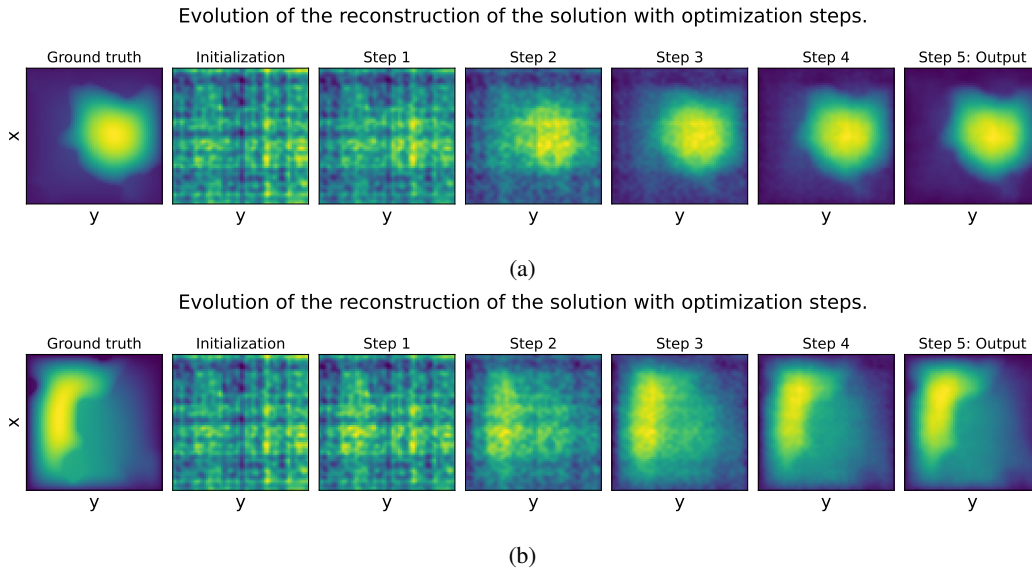 Evolution of the reconstruction of the solution with optimization steps.
Ground truth Initialization Step 1 Step 2 Step 3 Step 4 Step 5: Output
x
y y y y y y y
(a)
Evolution of the reconstruction of the solution with optimization steps.
Ground truth Initialization Step 1 Step 2 Step 3 Step 4 Step 5: Output
x
y y y y y y y
(b)